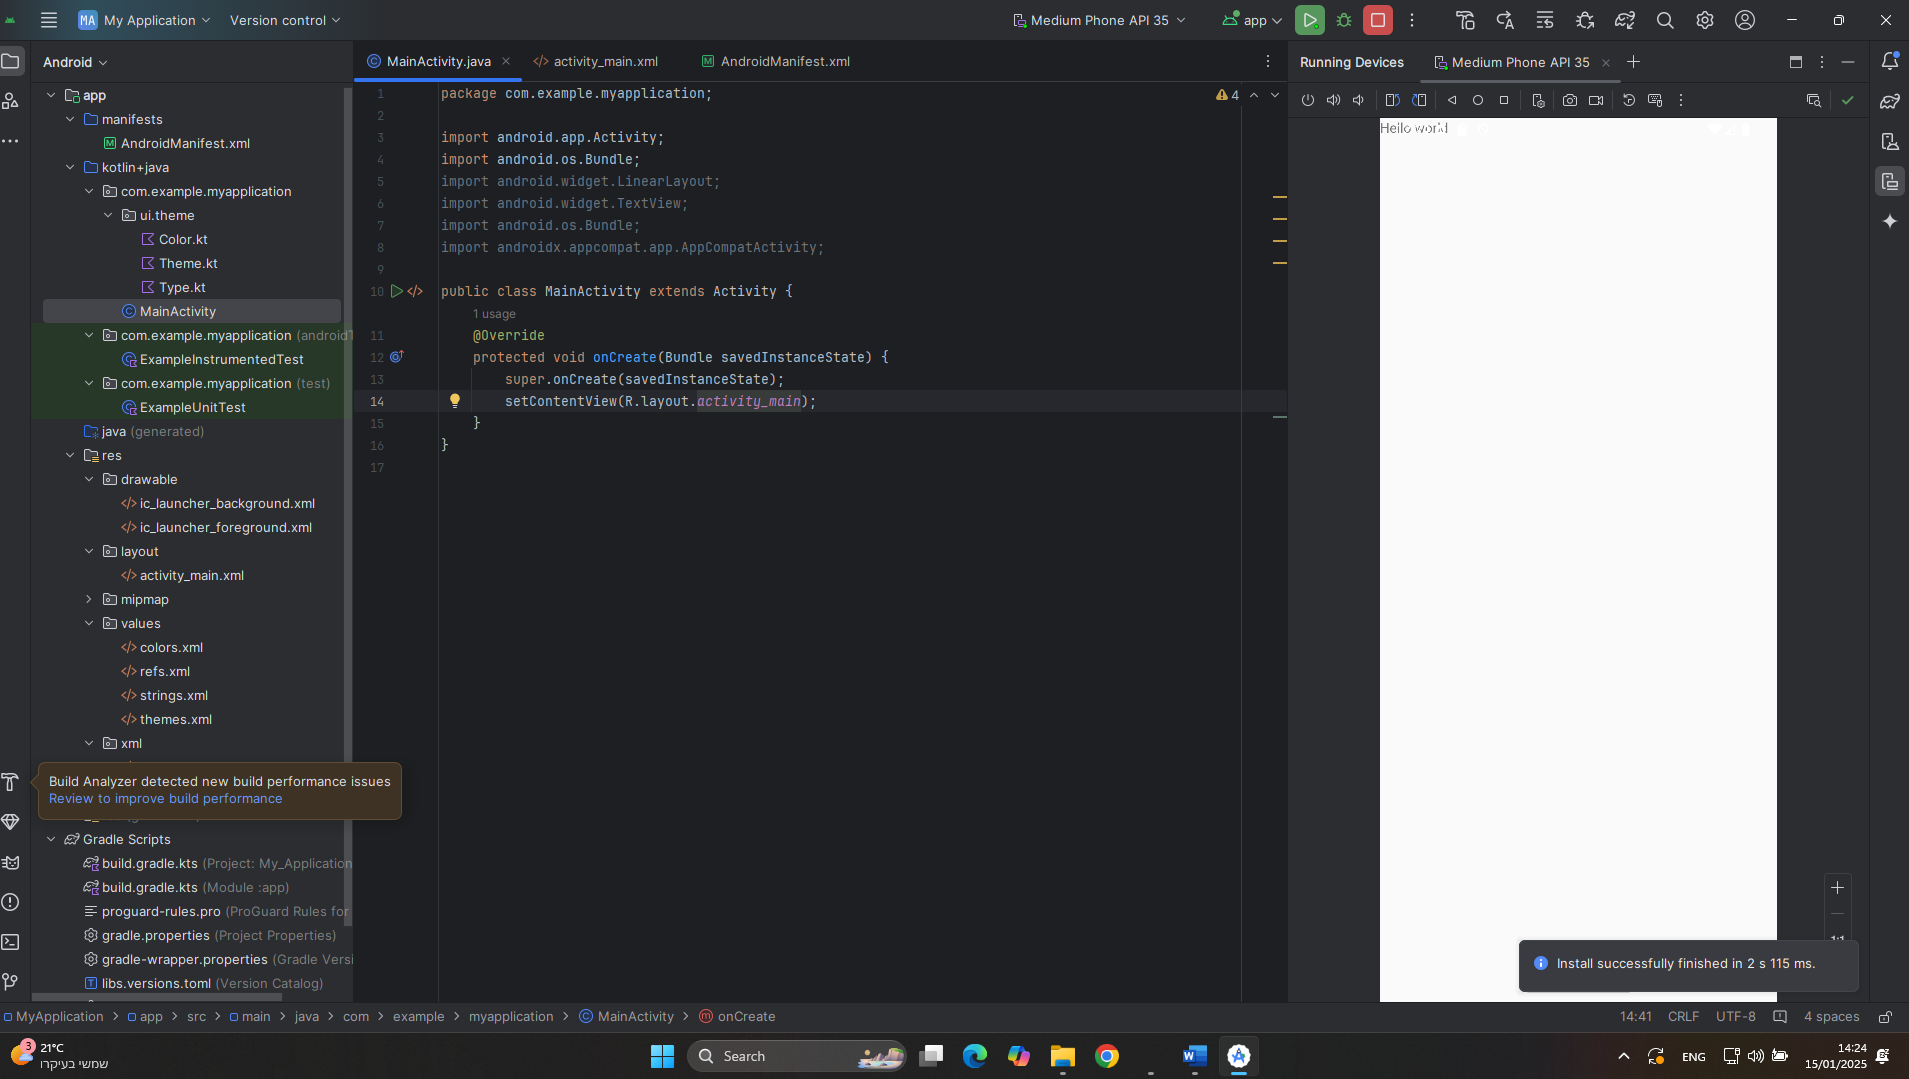 MA My Application Version control
Medium Phone API 35 app
Android
MainActivity.java activity_main.xml AndroidManifest.xml
Running Devices Medium Phone API 35
app
manifests
AndroidManifest.xml
kotlin+java
com.example.myapplication
ui.theme
Color.kt
Theme.kt
Type.kt
MainActivity
com.example.myapplication
ExampleInstrumentedTest
com.example.myapplication (test)
ExampleUnitTest
java (generated)
res
drawable
ic_launcher_background.xml
ic_launcher_foreground.xml
layout
activity_main.xml
mipmap
values
colors.xml
refs.xml
strings.xml
themes.xml
xml
Build Analyzer detected new build performance issues
Review to improve build performance
Gradle Scripts
build.gradle.kts (Project: My_Application
build.gradle.kts (Module :app)
proguard-rules.pro (ProGuard Rules for
gradle.properties (Project Properties)
gradle-wrapper.properties (Gradle Versi
libs.versions.toml (Version Catalog)
4
1 package com.example.myapplication;
2
3 import android.app.Activity;
4 import android.os.Bundle;
5 import android.widget.LinearLayout;
6 import android.widget.TextView;
7 import android.os.Bundle;
8 import androidx.appcompat.app.AppCompatActivity;
9
10 public class MainActivity extends Activity {
1 usage
11 @Override
12 protected void onCreate(Bundle savedInstanceState) {
13 super.onCreate(savedInstanceState);
14 setContentView(R.layout.activity_main);
15 }
16 }
17
Hello world
1:1
Install successfully finished in 2 s 115 ms.
MyApplication > app > src > main > java > com > example > myapplication > MainActivity > onCreate
14:41 CRLF UTF-8 4 spaces
3
21°C
שמשי בעיקרו
Search
ENG
14:24
15/01/2025